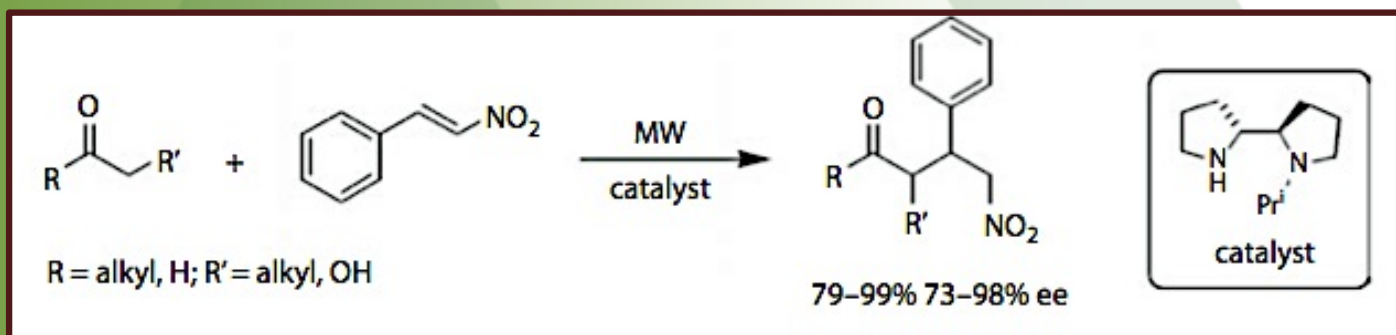 O
R
R'
+
NO₂
MW
catalyst
O
R
R'
NO₂
N
H
N
Prⁱ
catalyst
R = alkyl, H; R' = alkyl, OH
79–99% 73–98% ee